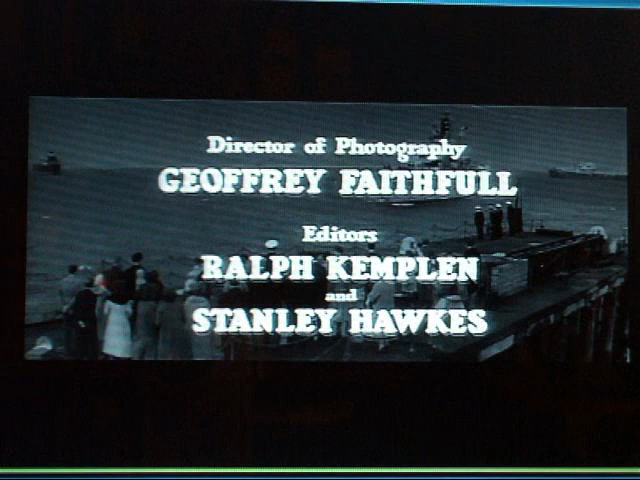 Director of Photography
GEOFFREY FAITHFULL
Editors
RALPH KEMPLEN
and
STANLEY HAWKES